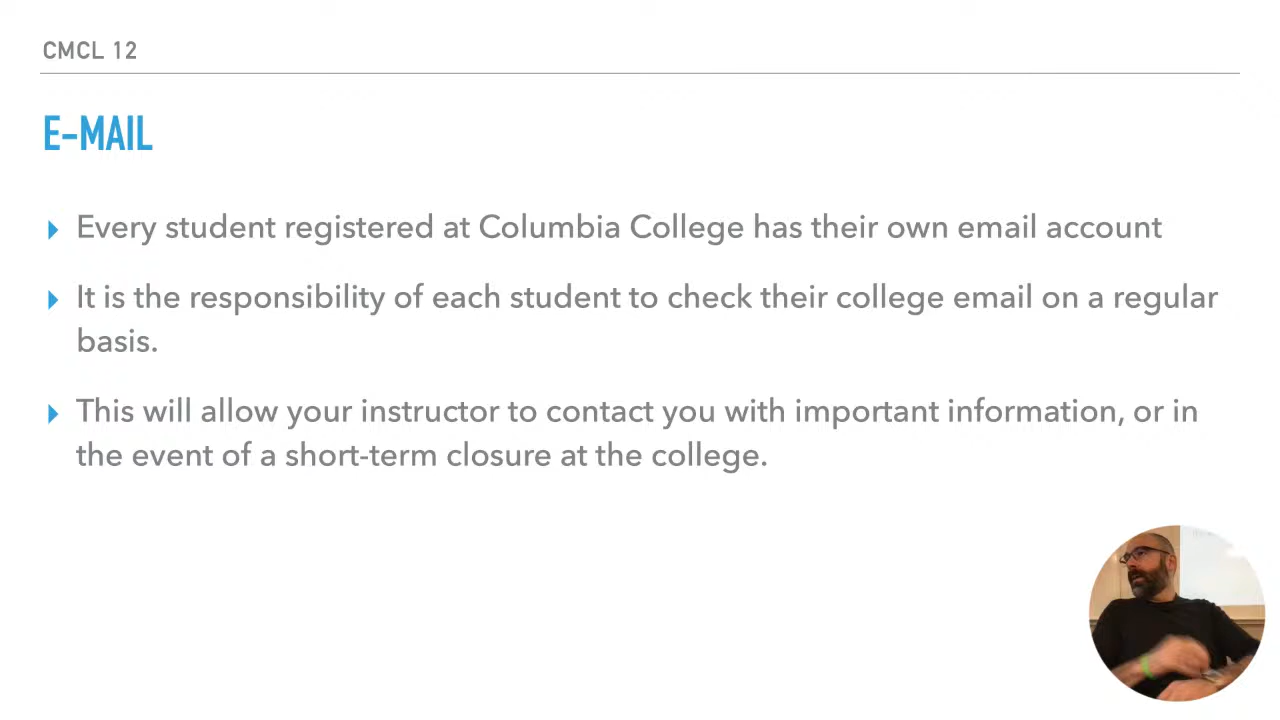 CMCL 12
E-MAIL
Every student registered at Columbia College has their own email account
It is the responsibility of each student to check their college email on a regular
basis.
This will allow your instructor to contact you with important information, or in
the event of a short-term closure at the college.